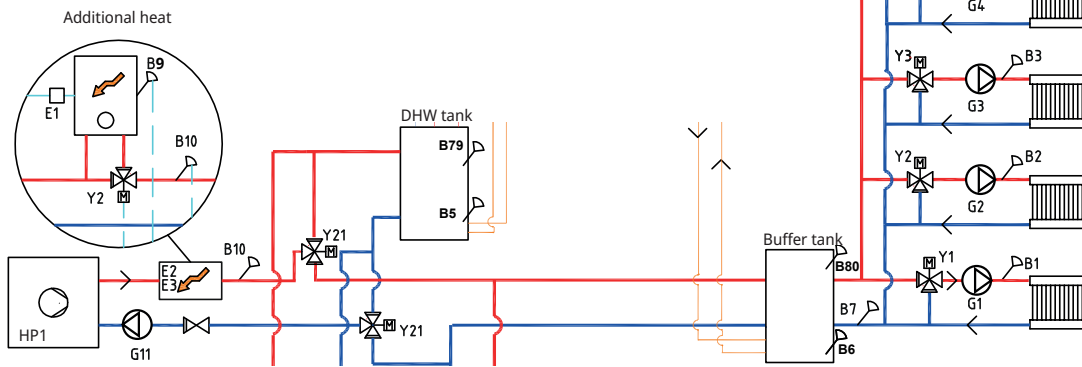 Additional heat
B9
E1
B10
Y2
M
DHW tank
B79
B5
Y21
M
B10
E2
E3
HP1
G11
Y21
M
Buffer tank
B80
B7
B6
G4
Y3
M
G3
B3
Y2
M
G2
B2
Y1
M
G1
B1